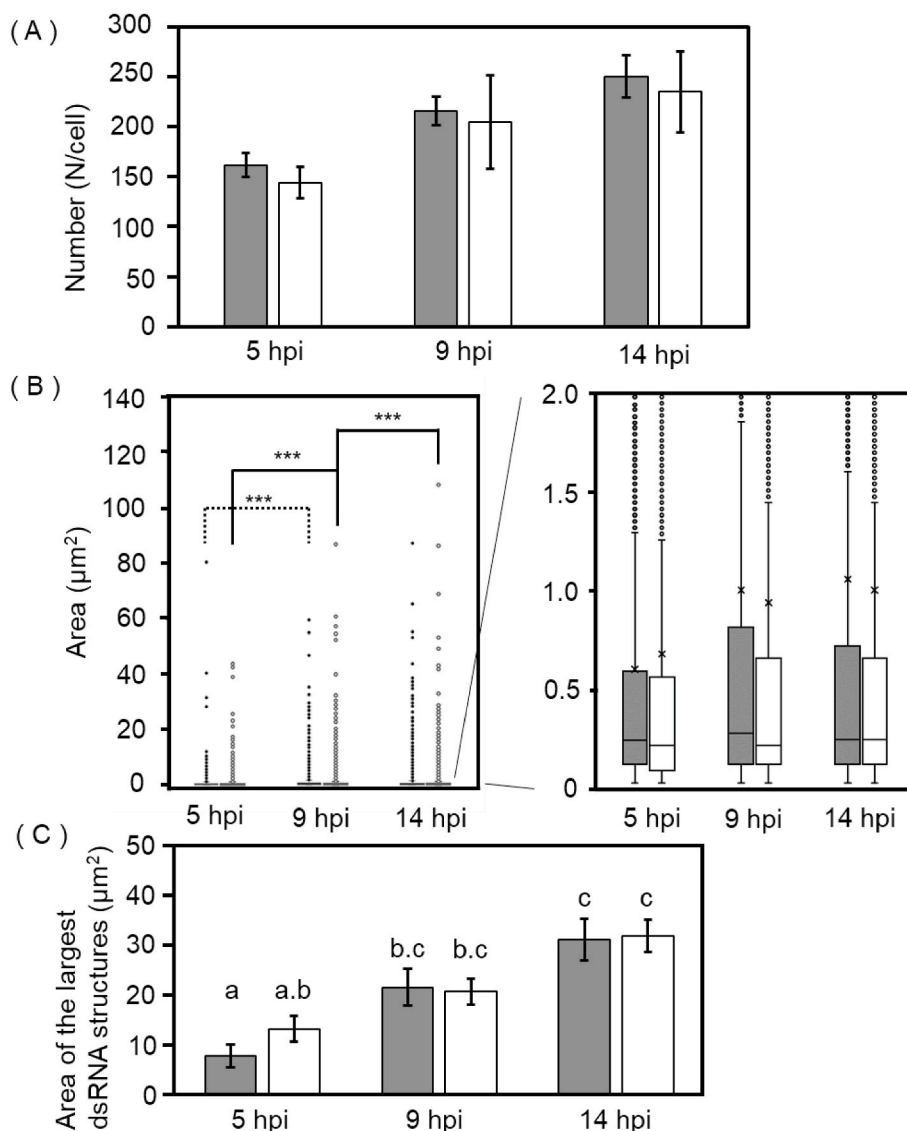 ( A )
Number (N/cell)
300
250
200
150
100
50
0
5 hpi 9 hpi 14 hpi
( B )
Area (µm²)
140
120
100
80
60
40
20
0
***
***
***
5 hpi 9 hpi 14 hpi
2.0
1.5
1.0
0.5
0
5 hpi 9 hpi 14 hpi
( C )
Area of the largest
dsRNA structures (µm²)
50
40
30
20
10
0
a a.b b.c b.c c c
5 hpi 9 hpi 14 hpi